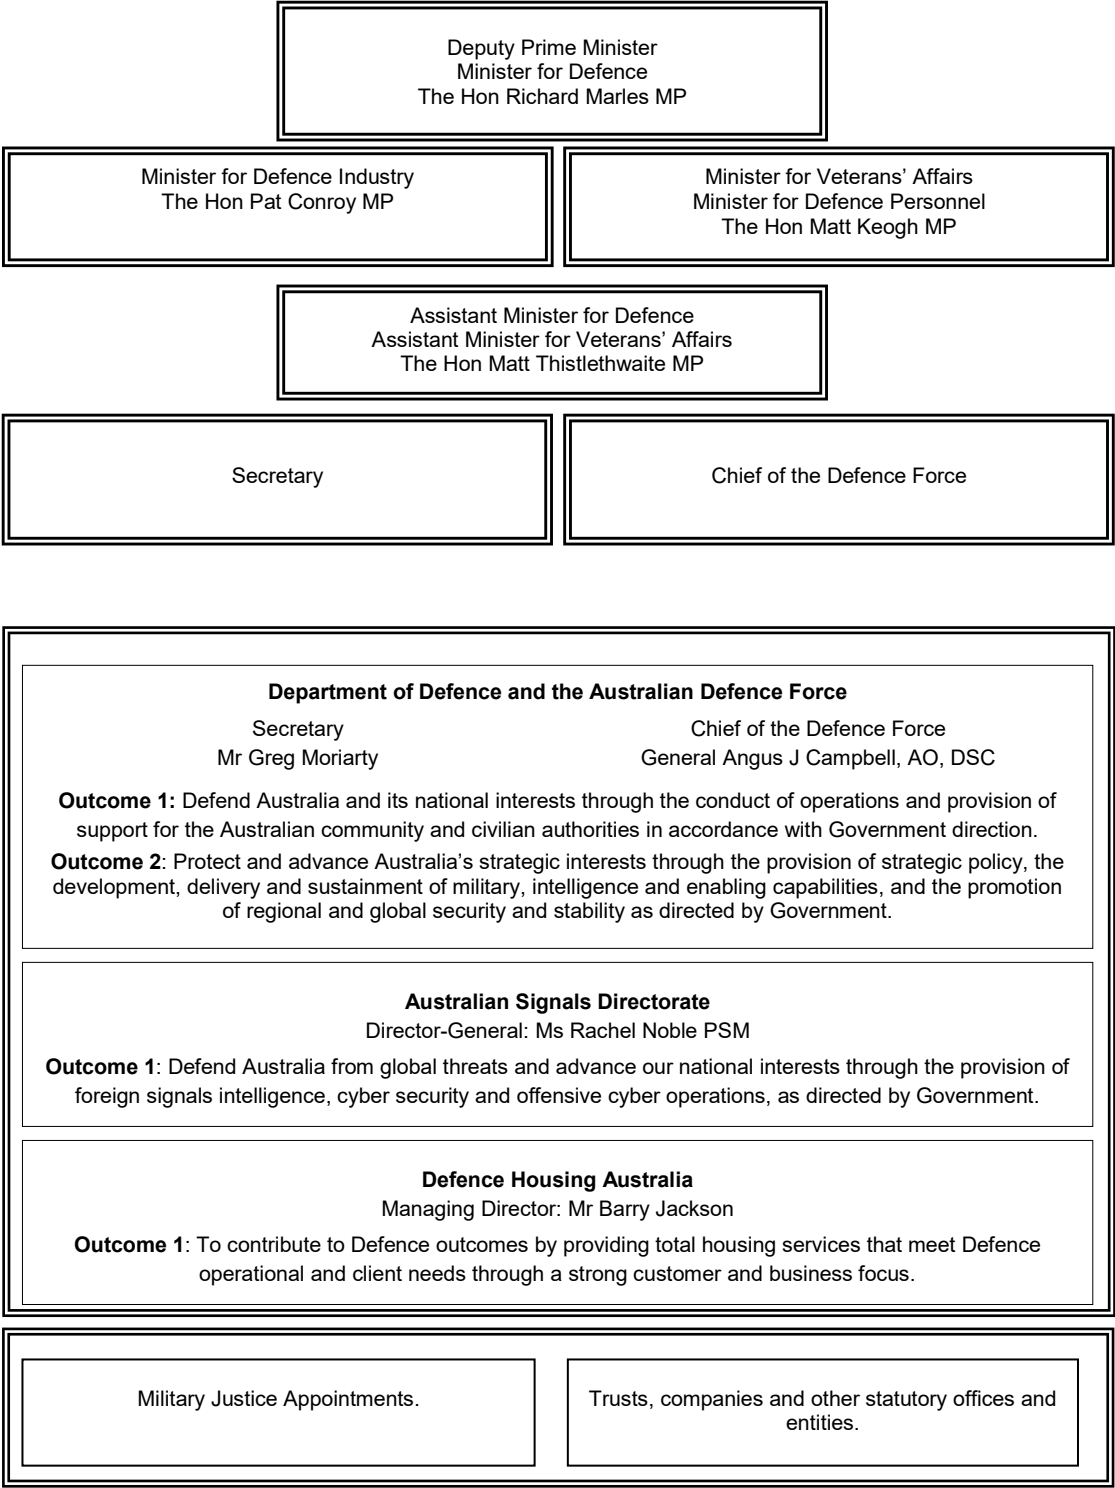 Deputy Prime Minister
Minister for Defence
The Hon Richard Marles MP
Minister for Defence Industry
The Hon Pat Conroy MP
Minister for Veterans’ Affairs
Minister for Defence Personnel
The Hon Matt Keogh MP
Assistant Minister for Defence
Assistant Minister for Veterans’ Affairs
The Hon Matt Thistlethwaite MP
Secretary
Chief of the Defence Force
Department of Defence and the Australian Defence Force
Secretary
Mr Greg Moriarty
Chief of the Defence Force
General Angus J Campbell, AO, DSC
Outcome 1: Defend Australia and its national interests through the conduct of operations and provision of
support for the Australian community and civilian authorities in accordance with Government direction.
Outcome 2: Protect and advance Australia’s strategic interests through the provision of strategic policy, the
development, delivery and sustainment of military, intelligence and enabling capabilities, and the promotion
of regional and global security and stability as directed by Government.
Australian Signals Directorate
Director-General: Ms Rachel Noble PSM
Outcome 1: Defend Australia from global threats and advance our national interests through the provision of
foreign signals intelligence, cyber security and offensive cyber operations, as directed by Government.
Defence Housing Australia
Managing Director: Mr Barry Jackson
Outcome 1: To contribute to Defence outcomes by providing total housing services that meet Defence
operational and client needs through a strong customer and business focus.
Military Justice Appointments.
Trusts, companies and other statutory offices and
entities.